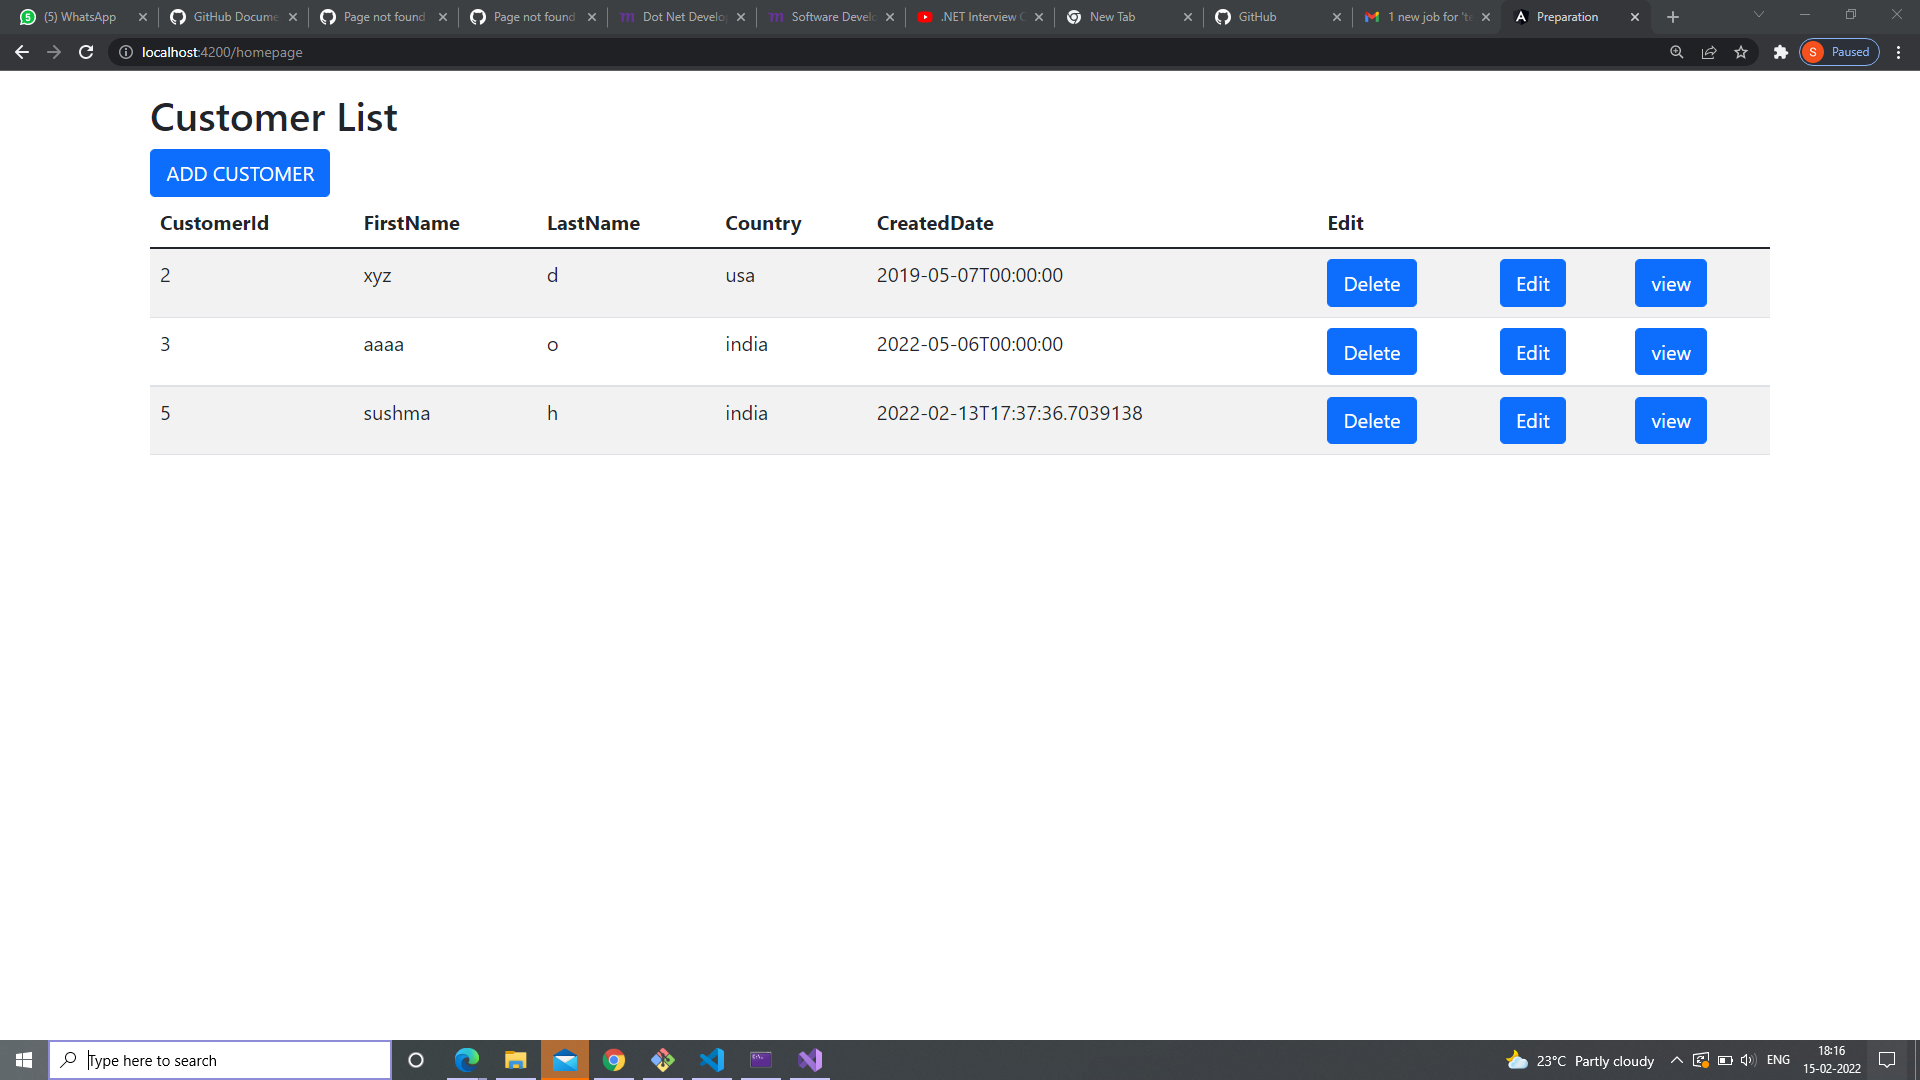 (5) WhatsApp
GitHub Docume
Page not found
Page not found
Dot Net Develo
Software Develo
.NET Interview
New Tab
GitHub
1 new job for 'te
Preparation
localhost:4200/homepage
S Paused
Customer List
ADD CUSTOMER
CustomerId FirstName LastName Country CreatedDate Edit
2 xyz d usa 2019-05-07T00:00:00 Delete Edit view
3 aaaa o india 2022-05-06T00:00:00 Delete Edit view
5 sushma h india 2022-02-13T17:37:36.7039138 Delete Edit view
Type here to search
23°C Partly cloudy
ENG
18:16
15-02-2022